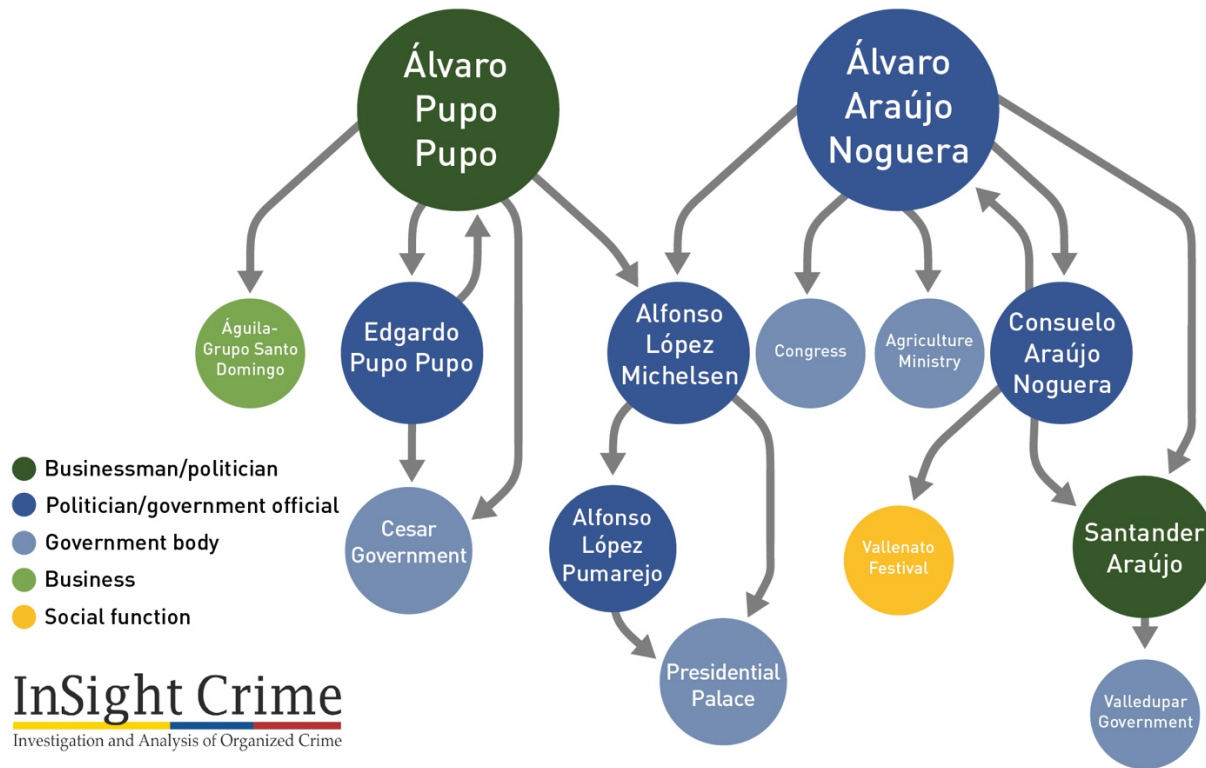 Álvaro
Pupo
Pupo
Álvaro
Araújo
Noguera
Águila-
Grupo Santo
Domingo
Edgardo
Pupo Pupo
Alfonso
López
Michelsen
Congress
Agriculture
Ministry
Consuelo
Araújo
Noguera
Businessman/politician
Politician/government official
Government body
Business
Social function
Cesar
Government
Alfonso
López
Pumarejo
Vallenato
Festival
Santander
Araújo
Presidential
Palace
Valledupar
Government
InSight Crime
Investigation and Analysis of Organized Crime